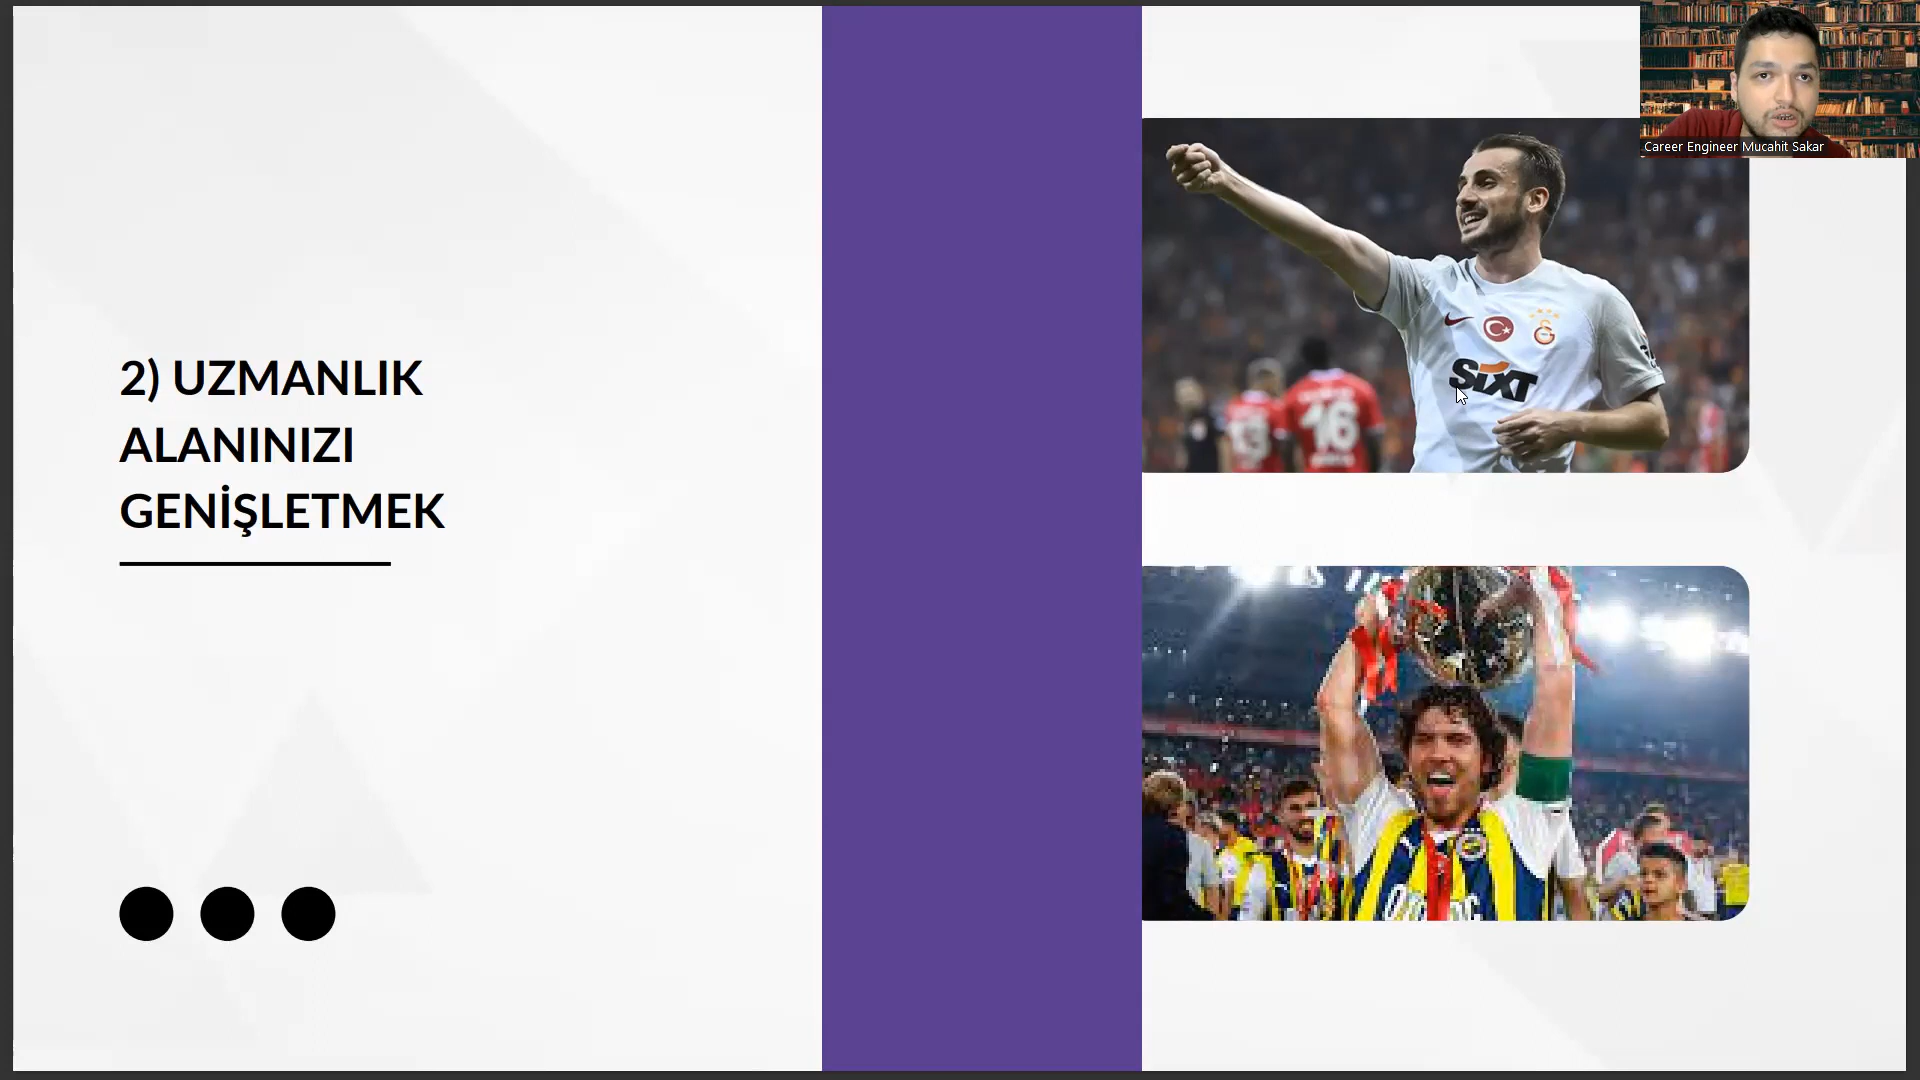 2) UZMANLIK
ALANINIZI
GENİŞLETMEK
Career Engineer Mucahit Sakar
SIXT
16